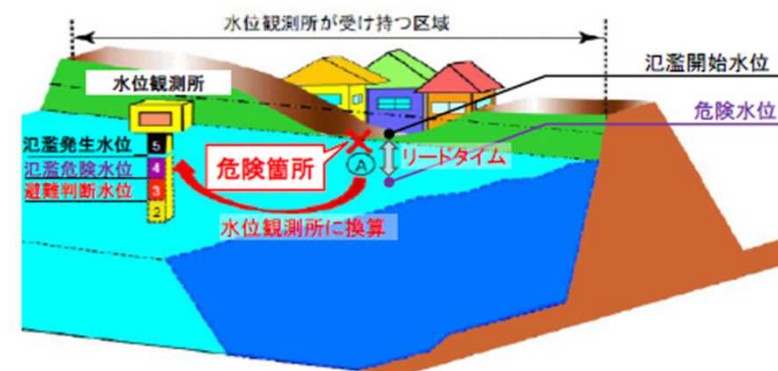 水位観測所が受け持つ区域
水位観測所
氾濫開始水位
危険水位
氾濫発生水位
氾濫危険水位
避難判断水位
5
4
3
2
危険箇所
A
リードタイム
水位観測所に換算